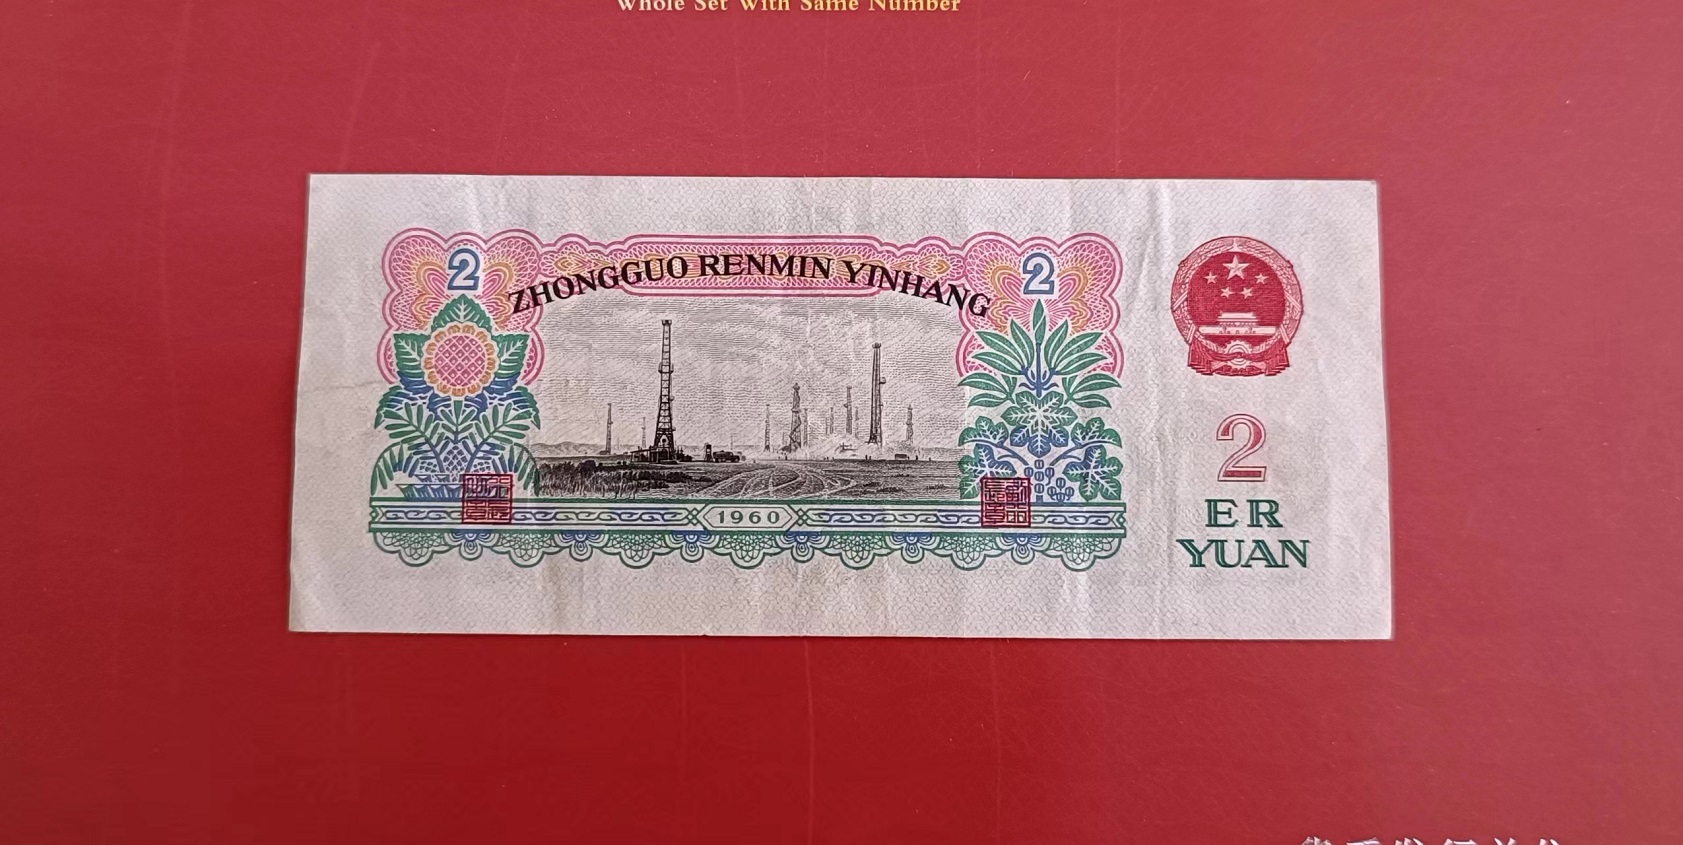 Whole Set With Same Number
2
ZHONGGUO RENMIN YINHANG
2
1960
2
ER
YUAN